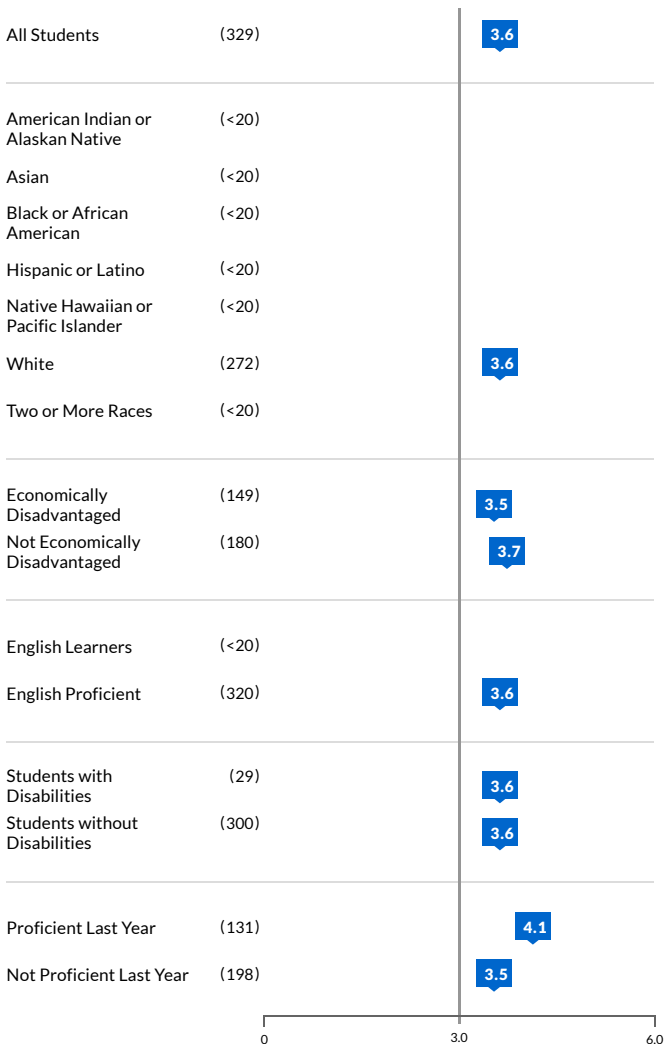 All Students (329) 3.6
American Indian or (<20)
Alaskan Native
Asian (<20)
Black or African (<20)
American
Hispanic or Latino (<20)
Native Hawaiian or (<20)
Pacific Islander
White (272) 3.6
Two or More Races (<20)
Economically (149) 3.5
Disadvantaged
Not Economically (180) 3.7
Disadvantaged
English Learners (<20)
English Proficient (320) 3.6
Students with (29) 3.6
Disabilities
Students without (300) 3.6
Disabilities
Proficient Last Year (131) 4.1
Not Proficient Last Year (198) 3.5
0 3.0 6.0